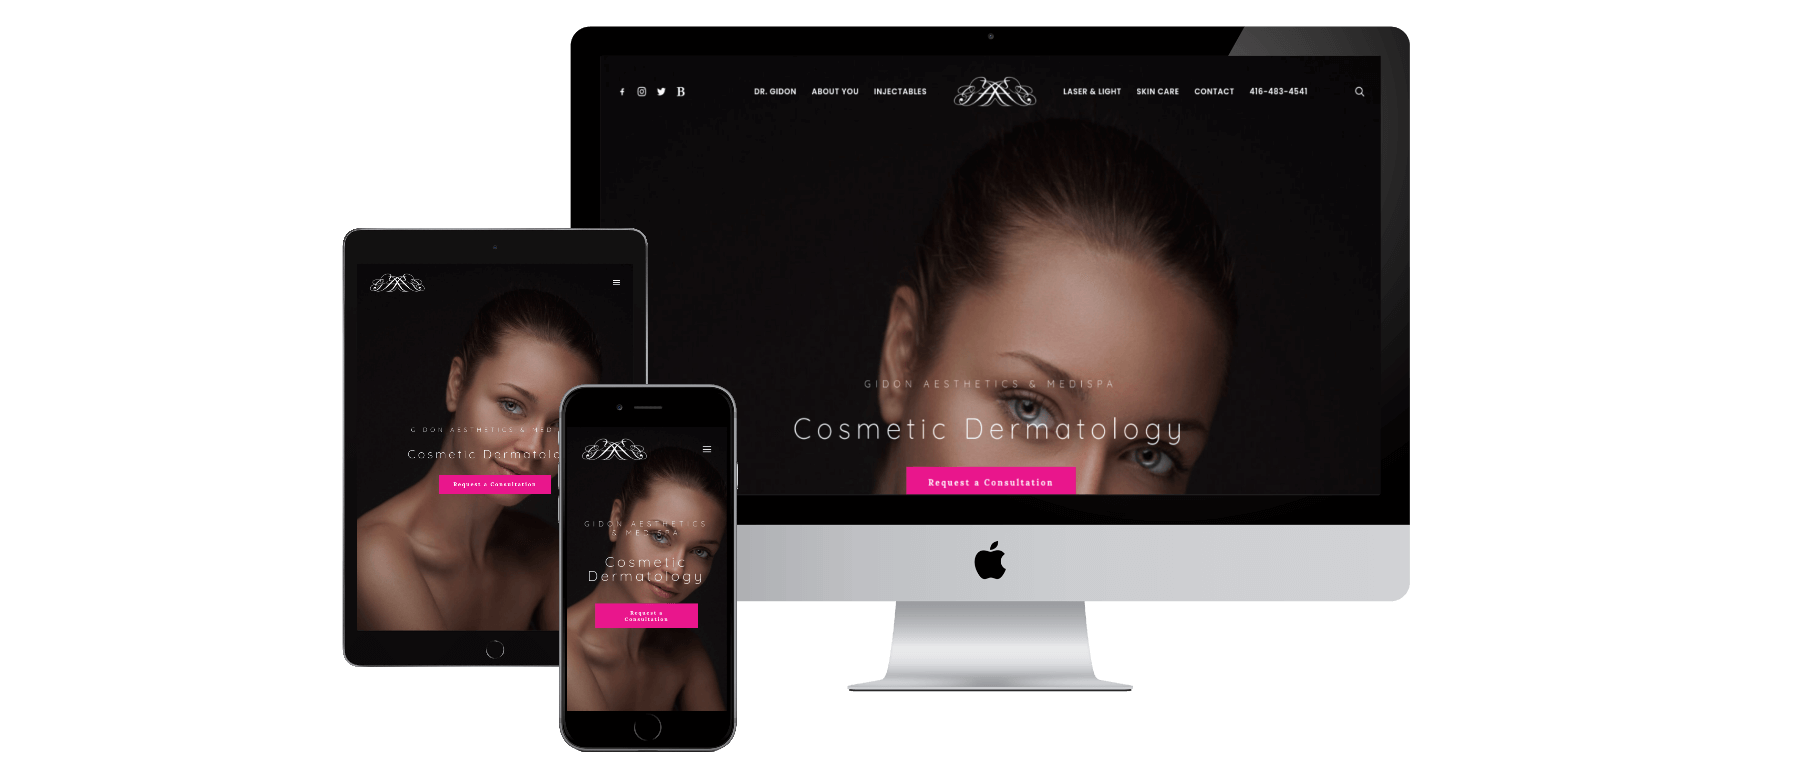 B
DR. GIDON ABOUT YOU INJECTABLES LASER & LIGHT SKIN CARE CONTACT 416-483-4541
GIDON AESTHETICS & MEDISPA
Cosmetic Dermatology
Request a Consultation
GIDON AESTHETICS & MED
Cosmetic Dermatolo
Request a Consultation
GIDON AESTHETICS
& MEDISPA
Cosmetic
Dermatology
Request a
Consultation